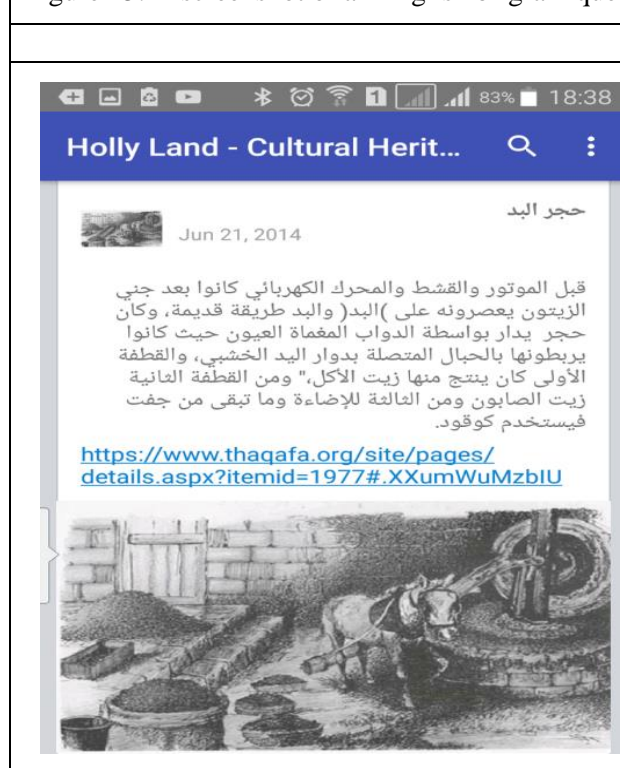 83% 18:38
Holly Land - Cultural Herit...
حجر البد
Jun 21, 2014
قبل الموتور والقشط والمحرك الكهربائي كانوا بعد جني
الزيتون يعصرونه على )البد( والبد طريقة قديمة، وكان
حجر يدار بواسطة الدواب المغماة العيون حيث كانوا
يربطونها بالحبال المتصلة بدوار اليد الخشبي، والقطفة
الأولى كان ينتج منها زيت الأكل،" ومن القطفة الثانية
زيت الصابون ومن الثالثة للإضاءة وما تبقى من جفت
فيستخدم كوقود.
https://www.thaqafa.org/site/pages/
details.aspx?itemid=1977#.XXumWuMzbIU